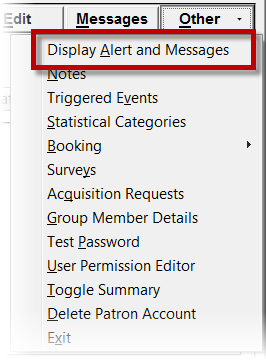 Edit Messages Other
Display Alert and Messages
Notes
Triggered Events
Statistical Categories
Booking
Surveys
Acquisition Requests
Group Member Details
Test Password
User Permission Editor
Toggle Summary
Delete Patron Account
Exit